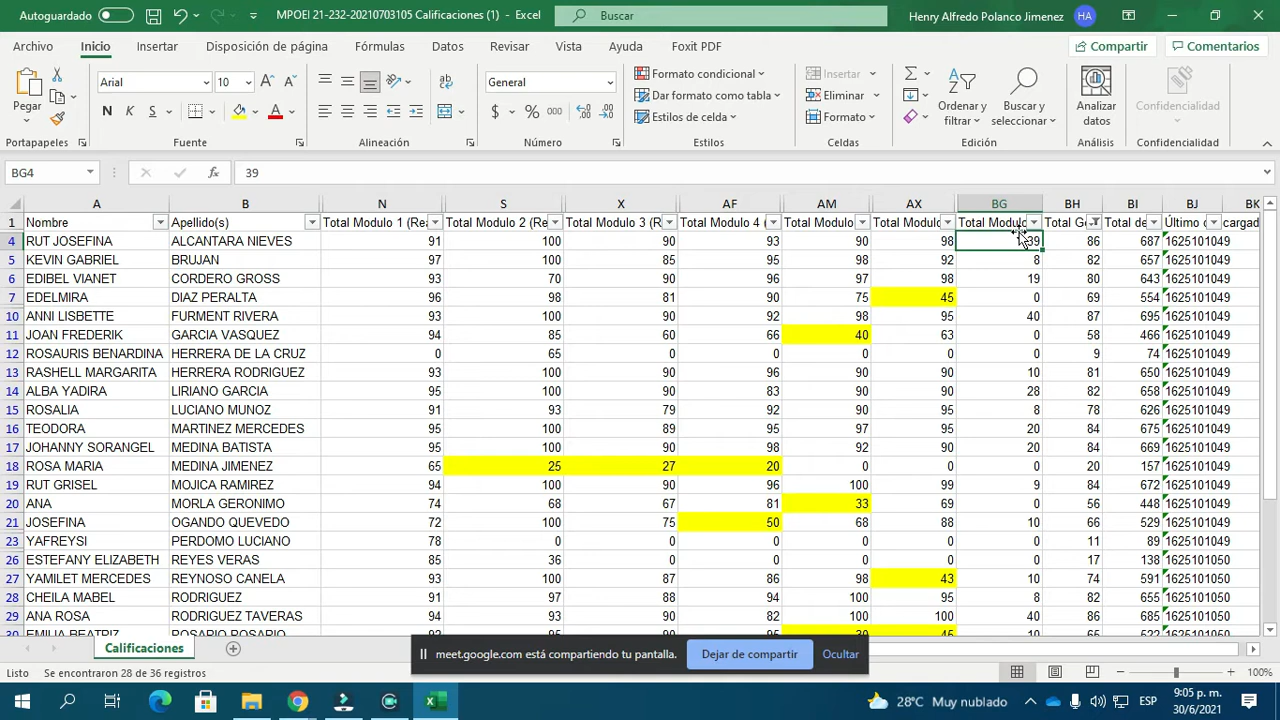 Autoguardado
MPOEI 21-232-20210703105 Calificaciones (1) - Excel
Buscar
Henry Alfredo Polanco Jimenez HA
Archivo Inicio Insertar Disposición de página Fórmulas Datos Revisar Vista Ayuda Foxit PDF Compartir Comentarios
Pegar
Arial 10
N K S
General
$ % 000
Formato condicional
Dar formato como tabla
Estilos de celda
Insertar
Eliminar
Formato
Ordenar y filtrar
Buscar y seleccionar
Analizar datos
Confidencialidad
Portapapeles Fuente Alineación Número Estilos Celdas Edición Análisis Confidencialidad
BG4 fx 39
A B N S X AF AM AX BG BH BI BJ BK
1 Nombre Apellido(s) Total Modulo 1 (Re Total Modulo 2 (Re Total Modulo 3 (R Total Modulo 4 ( Total Modulo Total Modulo Total Modulo Total G Total de Último cargad
4 RUT JOSEFINA ALCANTARA NIEVES 91 100 90 93 90 98 39 86 687 1625101049
5 KEVIN GABRIEL BRUJAN 97 100 85 95 98 92 8 82 657 1625101049
6 EDIBEL VIANET CORDERO GROSS 93 70 90 96 97 98 19 80 643 1625101049
7 EDELMIRA DIAZ PERALTA 96 98 81 90 75 45 0 69 554 1625101049
10 ANNI LISBETTE FURMENT RIVERA 93 100 90 92 98 95 40 87 695 1625101049
11 JOAN FREDERIK GARCIA VASQUEZ 94 85 60 66 40 63 0 58 466 1625101049
12 ROSAURIS BENARDINA HERRERA DE LA CRUZ 0 65 0 0 0 0 0 9 74 1625101049
13 RASHELL MARGARITA HERRERA RODRIGUEZ 93 100 90 95 90 90 10 81 650 1625101049
14 ALBA YADIRA LIRIANO GARCIA 85 100 90 83 90 90 28 82 658 1625101049
15 ROSALIA LUCIANO MUNOZ 91 93 79 92 90 95 8 78 626 1625101049
16 TEODORA MARTINEZ MERCEDES 95 100 89 95 97 95 20 84 675 1625101049
17 JOHANNY SORANGEL MEDINA BATISTA 95 100 90 98 92 90 20 84 669 1625101049
18 ROSA MARIA MEDINA JIMENEZ 65 25 27 20 0 0 0 20 157 1625101049
19 RUT GRISEL MOJICA RAMIREZ 94 100 90 96 100 99 9 84 676 1625101049
20 ANA MORLA GERONIMO 74 68 67 81 33 69 0 56 448 1625101049
21 JOSEFINA OGANDO QUEVEDO 72 100 75 50 68 88 10 66 529 1625101049
23 YAFREYSI PERDOMO LUCIANO 78 0 0 0 0 0 0 11 89 1625101049
26 ESTEFANY ELIZABETH REYES VERAS 85 36 0 0 0 0 0 17 138 1625101050
27 YAMILET MERCEDES REYNOSO CANELA 93 100 87 86 98 43 10 74 591 1625101050
28 CHEILA MABEL RODRIGUEZ 91 97 88 94 100 95 8 82 656 1625101050
29 ANA ROSA RODRIGUEZ TAVERAS 94 93 90 82 100 100 40 86 685 1625101050
30 EMILIA BEATRIZ ROSARIO ROSARIO 92 100 90 95 30 45 10 65 522 1625101050
meet.google.com está compartiendo tu pantalla. Dejar de compartir Ocultar
Calificaciones
Listo Se encontraron 28 de 36 registros 100%
28°C Muy nublado ESP 9:05 p. m.
30/6/2021